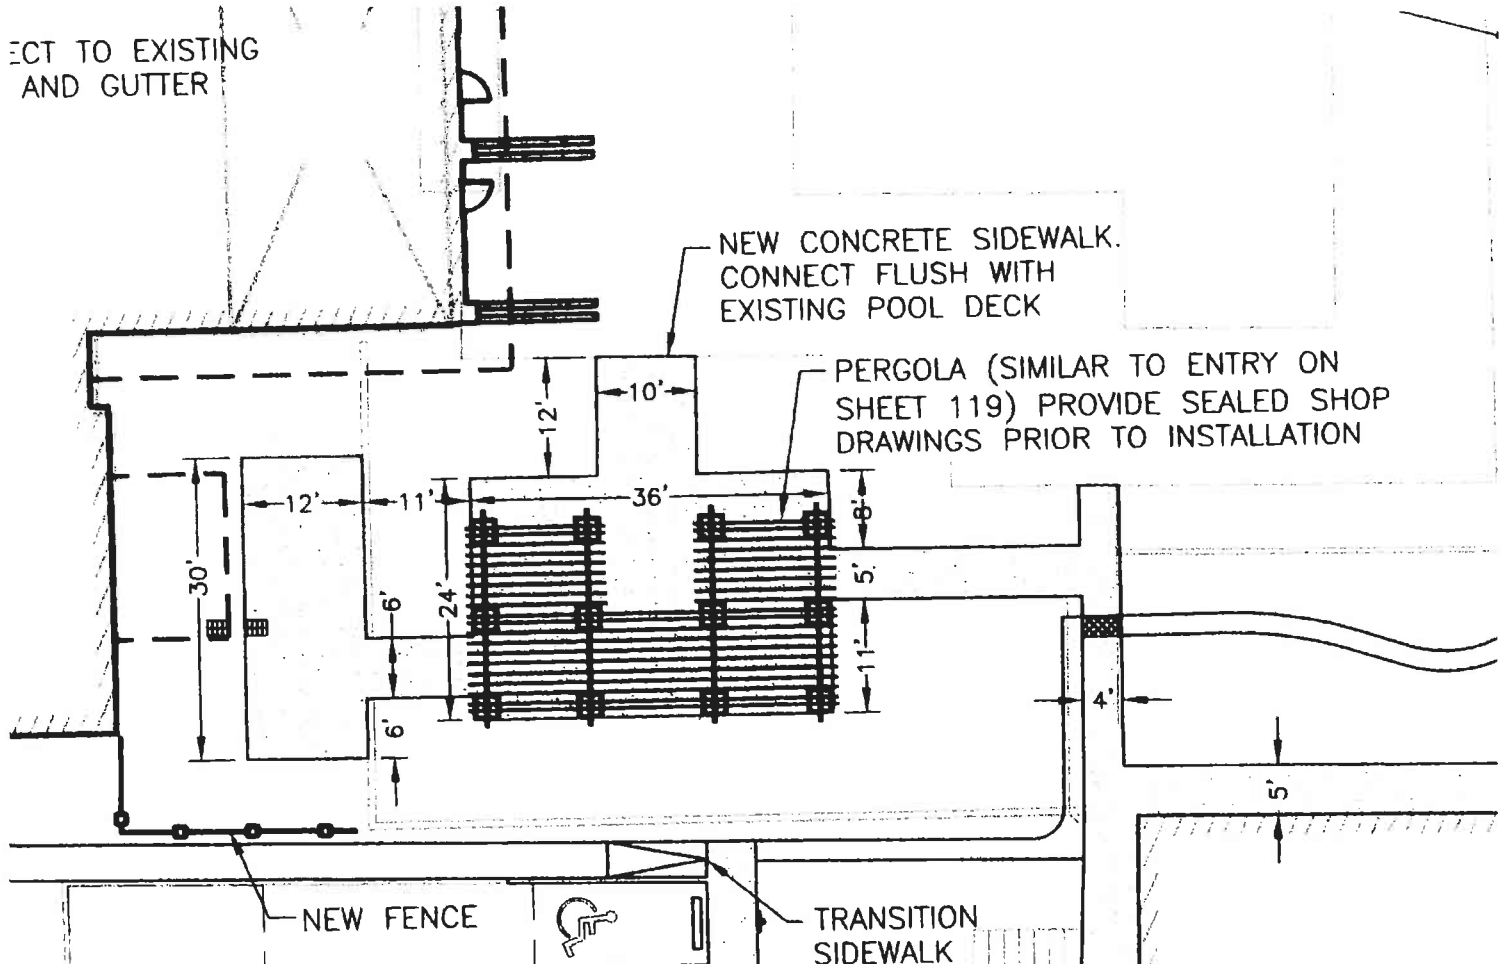 ECT TO EXISTING
AND GUTTER
NEW CONCRETE SIDEWALK.
CONNECT FLUSH WITH
EXISTING POOL DECK
PERGOLA (SIMILAR TO ENTRY ON
SHEET 119) PROVIDE SEALED SHOP
DRAWINGS PRIOR TO INSTALLATION
12'
10'
12'
11'
36'
8'
30'
6'
24'
5'
11'
6'
4'
5'
NEW FENCE
TRANSITION
SIDEWALK